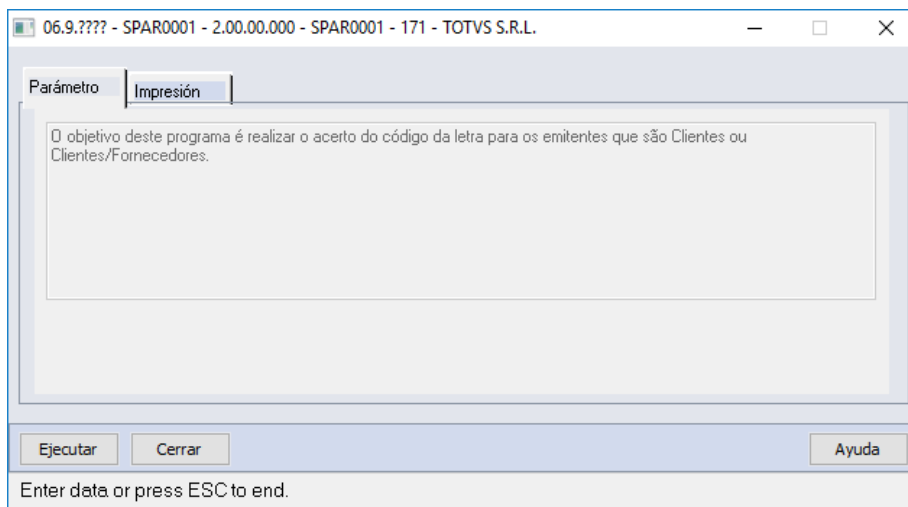 06.9.???? - SPAR0001 - 2.00.00.000 - SPAR0001 - 171 - TOTVS S.R.L.
Parámetro
Impresión
O objetivo deste programa é realizar o acerto do código da letra para os emitentes que são Clientes ou
Clientes/Fornecedores.
Ejecutar
Cerrar
Ayuda
Enter data or press ESC to end.